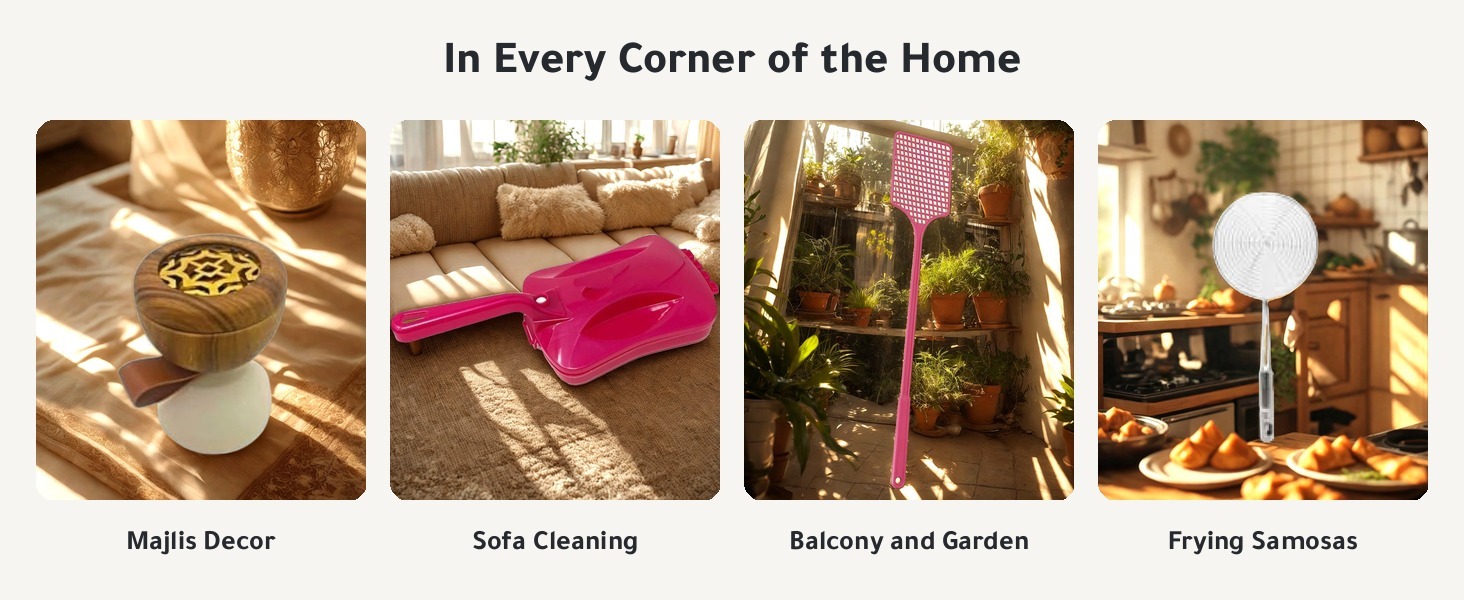 In Every Corner of the Home
Majlis Decor
Sofa Cleaning
Balcony and Garden
Frying Samosas